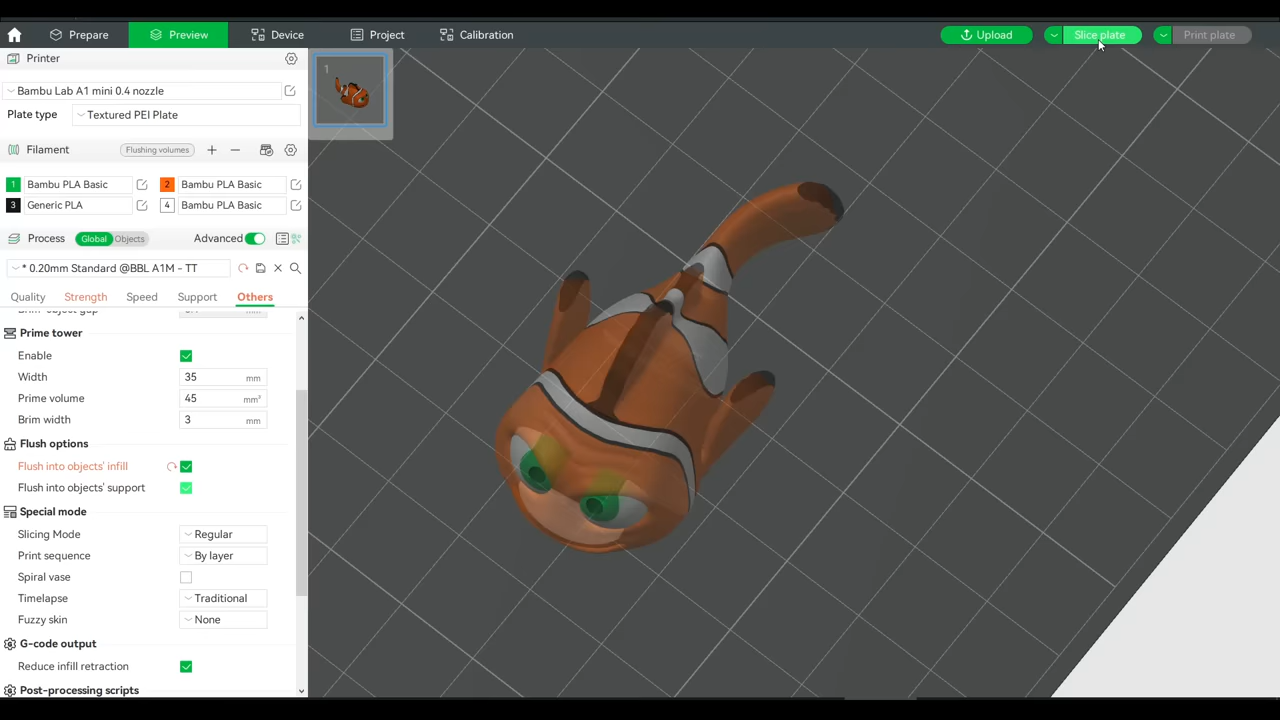 Prepare Preview Device Project Calibration Upload Slice plate Print plate
Printer
Bambu Lab A1 mini 0.4 nozzle
Plate type Textured PEI Plate
Filament Flushing volumes + −
1 Bambu PLA Basic 2 Bambu PLA Basic
3 Generic PLA 4 Bambu PLA Basic
Process Global Objects Advanced
* 0.20mm Standard @BBL A1M - TT
Quality Strength Speed Support Others
Prime tower
Enable
Width 35 mm
Prime volume 45 mm³
Brim width 3 mm
Flush options
Flush into objects' infill
Flush into objects' support
Special mode
Slicing Mode Regular
Print sequence By layer
Spiral vase
Timelapse Traditional
Fuzzy skin None
G-code output
Reduce infill retraction
Post-processing scripts
1